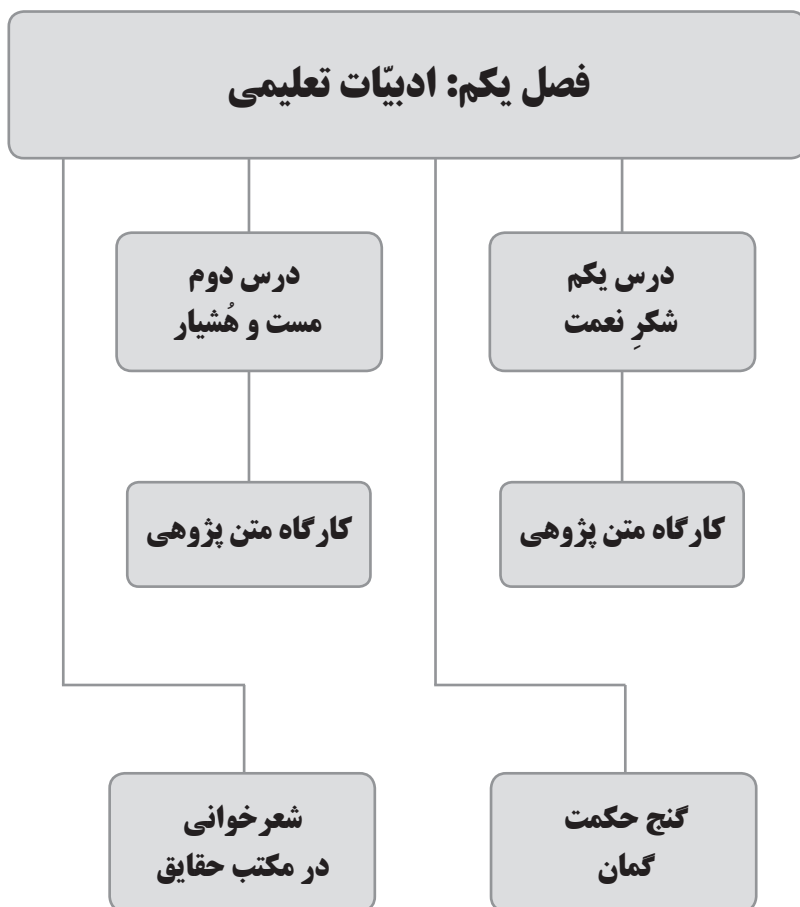 فصل یکم: ادبیّات تعلیمی
درس یکم
شکرِ نعمت
درس دوم
مست و هُشیار
کارگاه متن پژوهی
کارگاه متن پژوهی
گنج حکمت
گمان
شعرخوانی
در مکتب حقایق